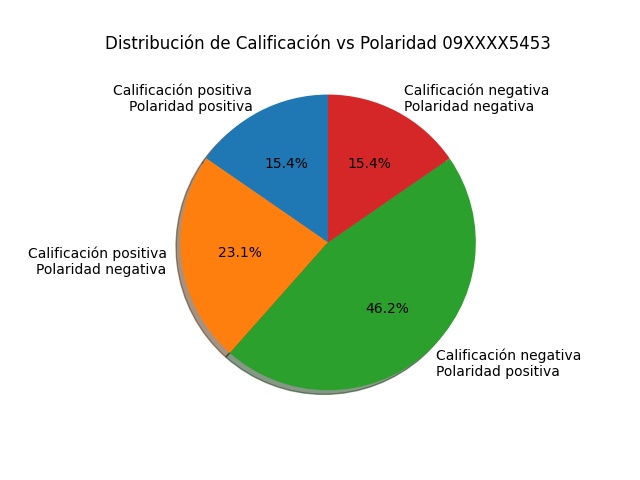 Distribución de Calificación vs Polaridad 09XXXX5453
Calificación positiva
Polaridad positiva
Calificación negativa
Polaridad negativa
15.4%
15.4%
Calificación positiva
Polaridad negativa
23.1%
46.2%
Calificación negativa
Polaridad positiva